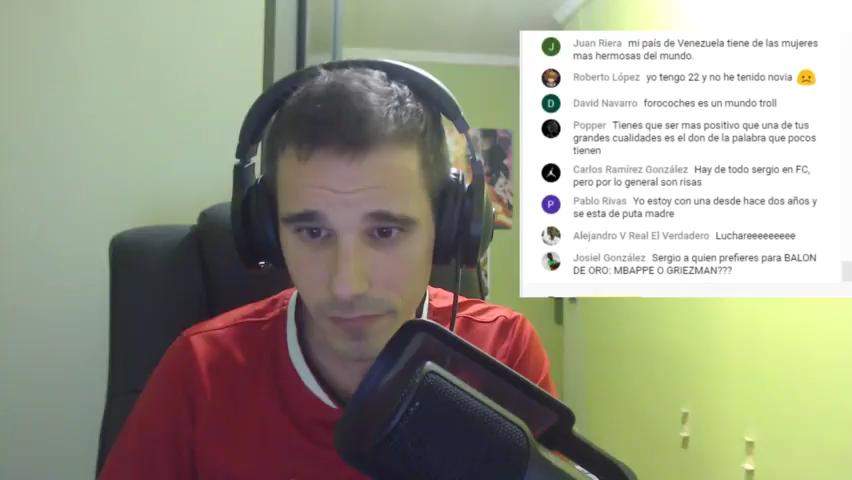 Juan Riera mi país de Venezuela tiene de las mujeres
mas hermosas del mundo.
Roberto López yo tengo 22 y no he tenido novia
David Navarro forocoches es un mundo troll
Popper Tienes que ser mas positivo que una de tus
grandes cualidades es el don de la palabra que pocos
tienen
Carlos Ramírez González Hay de todo sergio en FC,
pero por lo general son risas
Pablo Rivas Yo estoy con una desde hace dos años y
se esta de puta madre
Alejandro V Real El Verdadero Luchareeeeeeeee
Josiel González Sergio a quien prefieres para BALON
DE ORO: MBAPPE O GRIEZMAN???
J
D
P